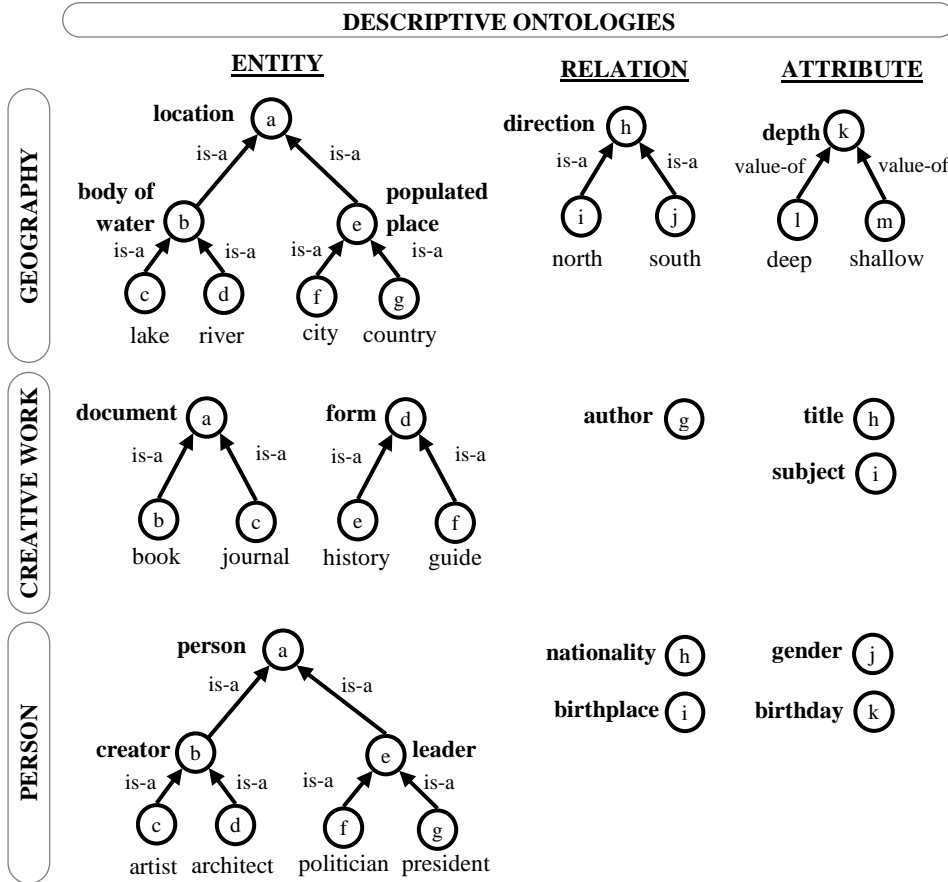 DESCRIPTIVE ONTOLOGIES
ENTITY
RELATION
ATTRIBUTE
GEOGRAPHY
location
a
is-a
is-a
body of
water
b
populated
place
e
is-a
is-a
is-a
is-a
c
d
f
g
lake
river
city
country
direction
h
is-a
is-a
i
j
north
south
depth
k
value-of
value-of
l
m
deep
shallow
CREATIVE WORK
document
a
is-a
is-a
b
c
book
journal
form
d
is-a
is-a
e
f
history
guide
author
g
title
h
subject
i
PERSON
person
a
is-a
is-a
creator
b
leader
e
is-a
is-a
is-a
is-a
c
d
f
g
artist
architect
politician
president
nationality
h
birthplace
i
gender
j
birthday
k